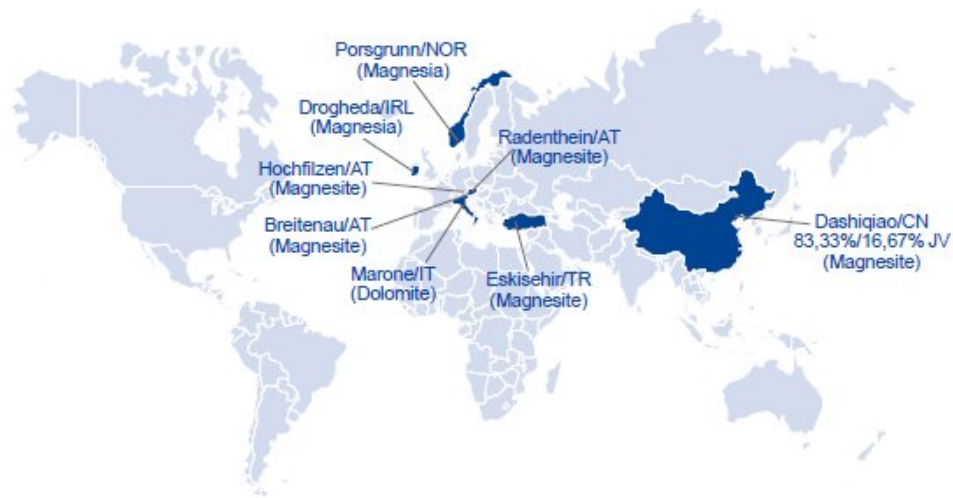 Porsgrunn/NOR
(Magnesia)
Drogheda/IRL
(Magnesia)
Radenthein/AT
(Magnesite)
Hochfilzen/AT
(Magnesite)
Breitenau/AT
(Magnesite)
Marone/IT
(Dolomite)
Eskisehir/TR
(Magnesite)
Dashiqiao/CN
83,33%/16,67% JV
(Magnesite)